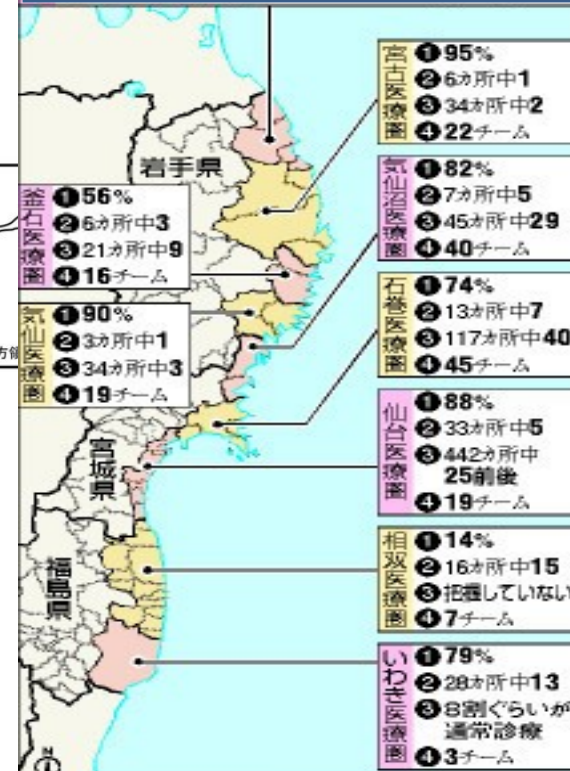 宮古医療圏
❶95%
❷6カ所中1
❸34カ所中2
❹22チーム
岩手県
釜石医療圏
❶56%
❷6カ所中3
❸21カ所中9
❹16チーム
気仙沼医療圏
❶82%
❷7カ所中5
❸45カ所中29
❹40チーム
気仙医療圏
❶90%
❷3カ所中1
❸34カ所中3
❹19チーム
石巻医療圏
❶74%
❷13カ所中7
❸117カ所中40
❹45チーム
宮城県
仙台医療圏
❶88%
❷33カ所中5
❸442カ所中
25前後
❹19チーム
福島県
相双医療圏
❶14%
❷16カ所中15
❸把握していない
❹7チーム
いわき医療圏
❶79%
❷28カ所中13
❸8割ぐらいが
通常診療
❹3チーム
N